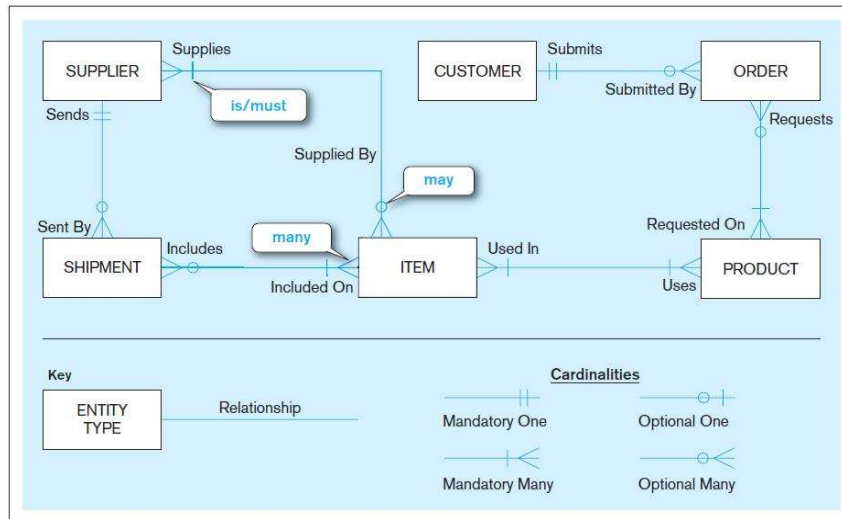 Supplies
Submits
SUPPLIER
CUSTOMER
ORDER
is/must
Submitted By
Sends
Requests
Supplied By
may
Sent By
many
Requested On
Includes
Used In
SHIPMENT
ITEM
PRODUCT
Included On
Uses
Key
Cardinalities
ENTITY
TYPE
Relationship
Mandatory One
Optional One
Mandatory Many
Optional Many